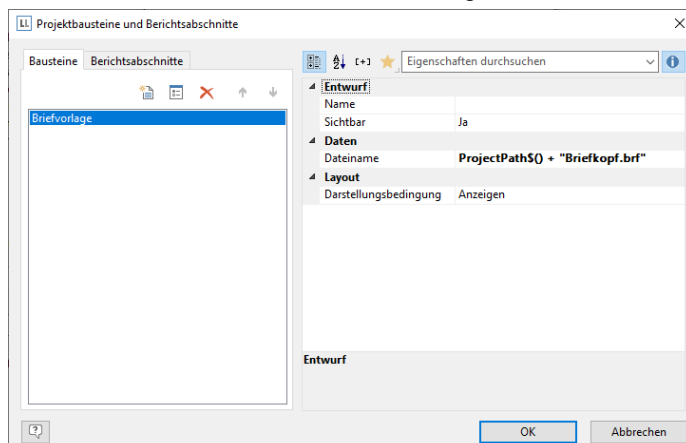 LL Projektbausteine und Berichtsabschnitte
Bausteine Berichtsabschnitte
Eigenschaften durchsuchen
Briefvorlage
Entwurf
Name
Sichtbar Ja
Daten
Dateiname ProjectPath$() + "Briefkopf.brf"
Layout
Darstellungsbedingung Anzeigen
Entwurf
OK Abbrechen